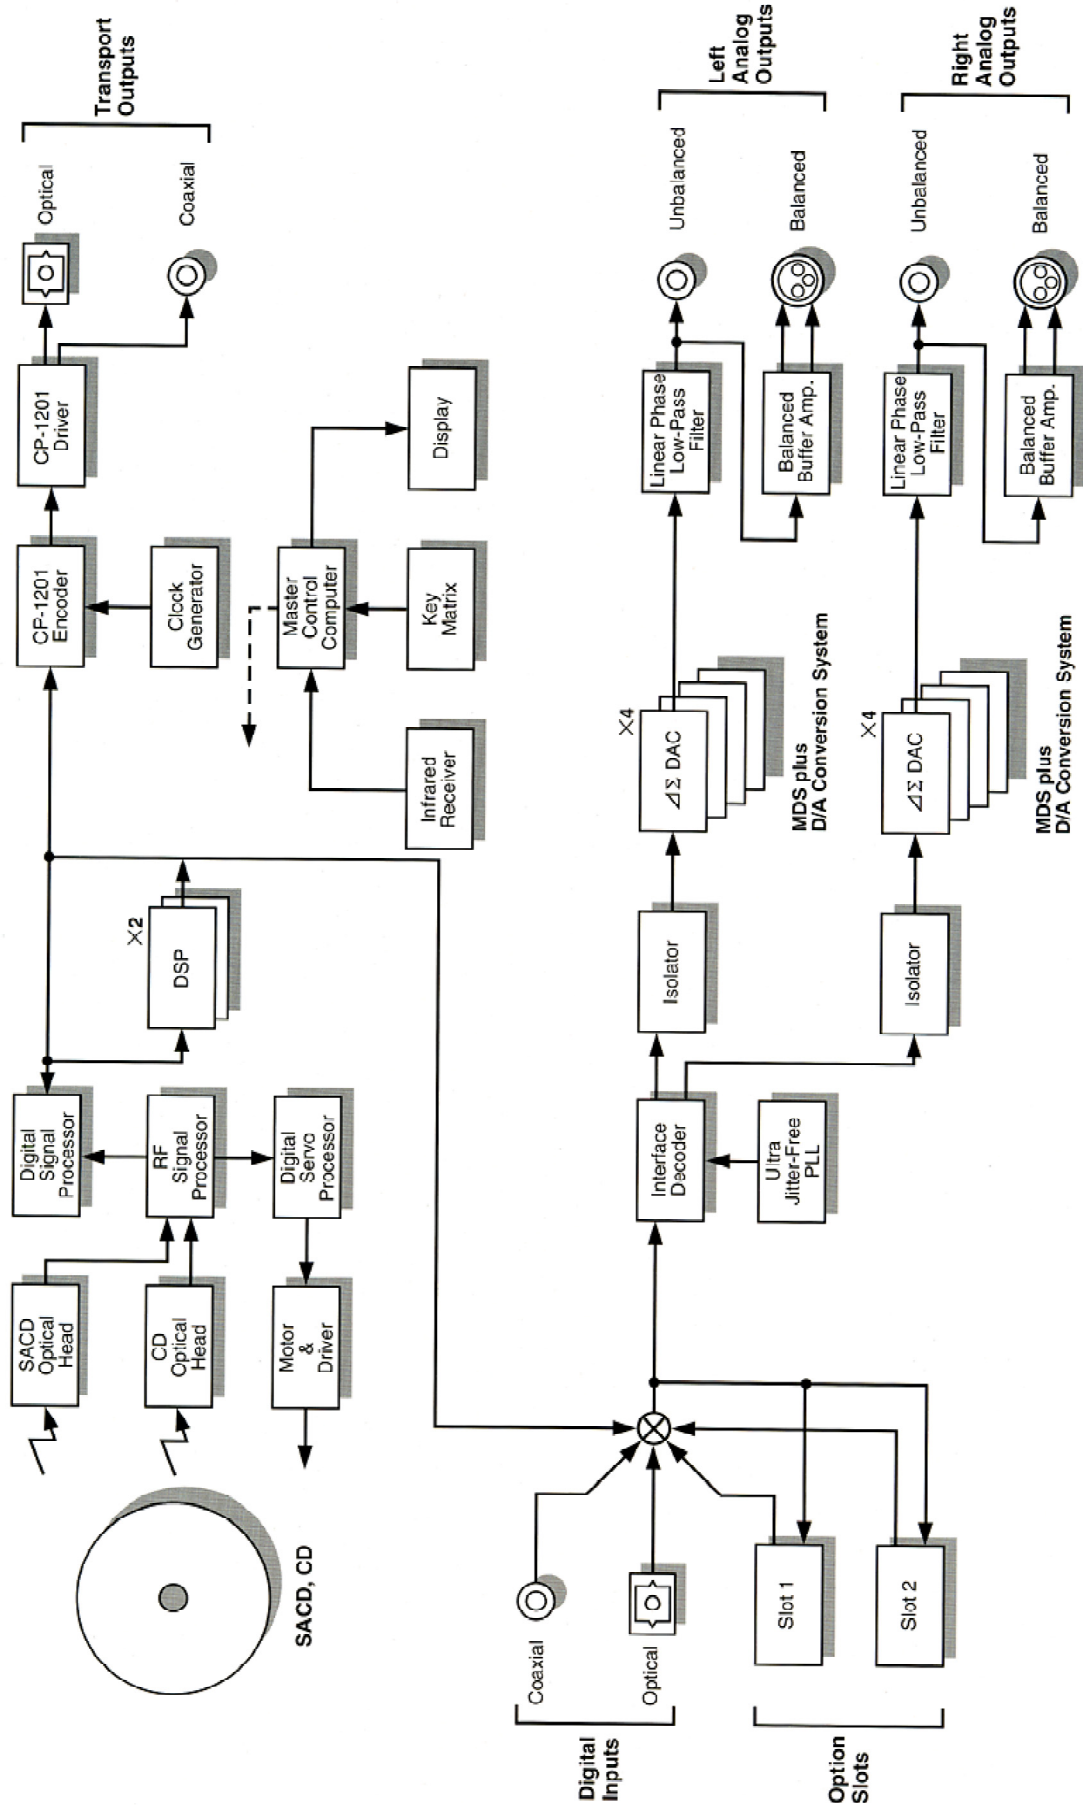 SACD, CD
SACD
Optical
Head
CD
Optical
Head
Motor
&
Driver
Digital
Signal
Processor
RF
Signal
Processor
Digital
Servo
Processor
×2
DSP
CP-1201
Encoder
Clock
Generator
CP-1201
Driver
Optical
Coaxial
Transport
Outputs
Infrared
Receiver
Master
Control
Computer
Key
Matrix
Display
Digital
Inputs
Coaxial
Optical
Option
Slots
Slot 1
Slot 2
Interface
Decoder
Ultra
Jitter-Free
PLL
Isolator
×4
ΔΣ DAC
MDS plus
D/A Conversion System
Linear Phase
Low-Pass
Filter
Balanced
Buffer Amp.
Unbalanced
Balanced
Left
Analog
Outputs
Isolator
×4
ΔΣ DAC
MDS plus
D/A Conversion System
Linear Phase
Low-Pass
Filter
Balanced
Buffer Amp.
Unbalanced
Balanced
Right
Analog
Outputs